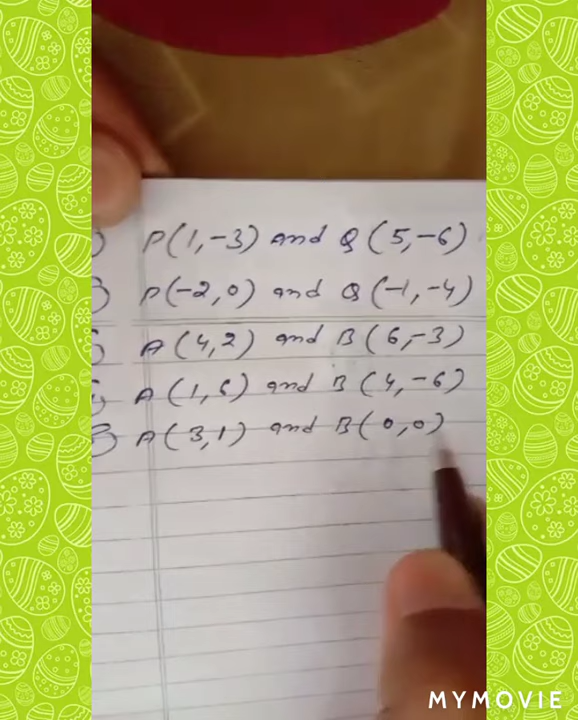 ) P(1,-3) and Q(5,-6)
) P(-2,0) and Q(-1,-4)
) A(4,2) and B(6,-3)
) A(1,6) and B(4,-6)
) A(3,1) and B(0,0)
MYMOVIE